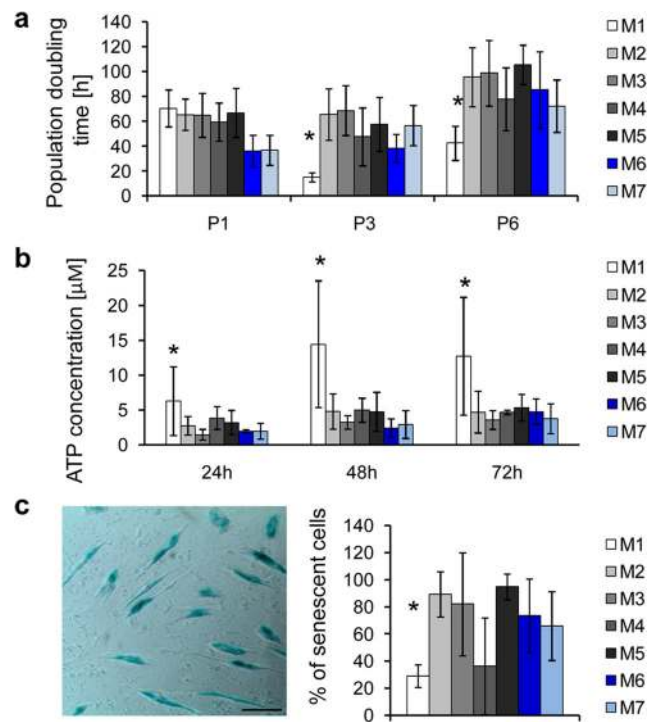 a
Population doubling
time [h]
140
120
100
80
60
40
20
0
*
*
P1
P3
P6
M1
M2
M3
M4
M5
M6
M7
b
ATP concentration [µM]
25
20
15
10
5
0
*
*
*
24h
48h
72h
M1
M2
M3
M4
M5
M6
M7
c
% of senescent cells
140
120
100
80
60
40
20
0
*
M1
M2
M3
M4
M5
M6
M7